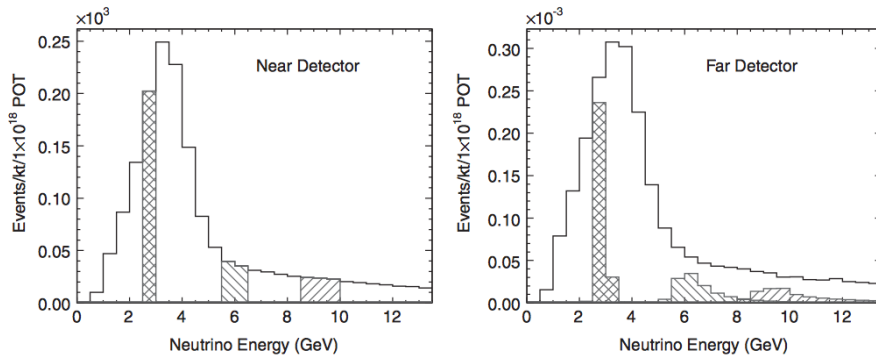 ×10³
×10⁻³
0.25
0.20
0.15
0.10
0.05
0.00
Events/kt/1×10¹⁸ POT
Near Detector
0 2 4 6 8 10 12
Neutrino Energy (GeV)
0.30
0.25
0.20
0.15
0.10
0.05
0.00
Events/kt/1×10¹⁸ POT
Far Detector
0 2 4 6 8 10 12
Neutrino Energy (GeV)